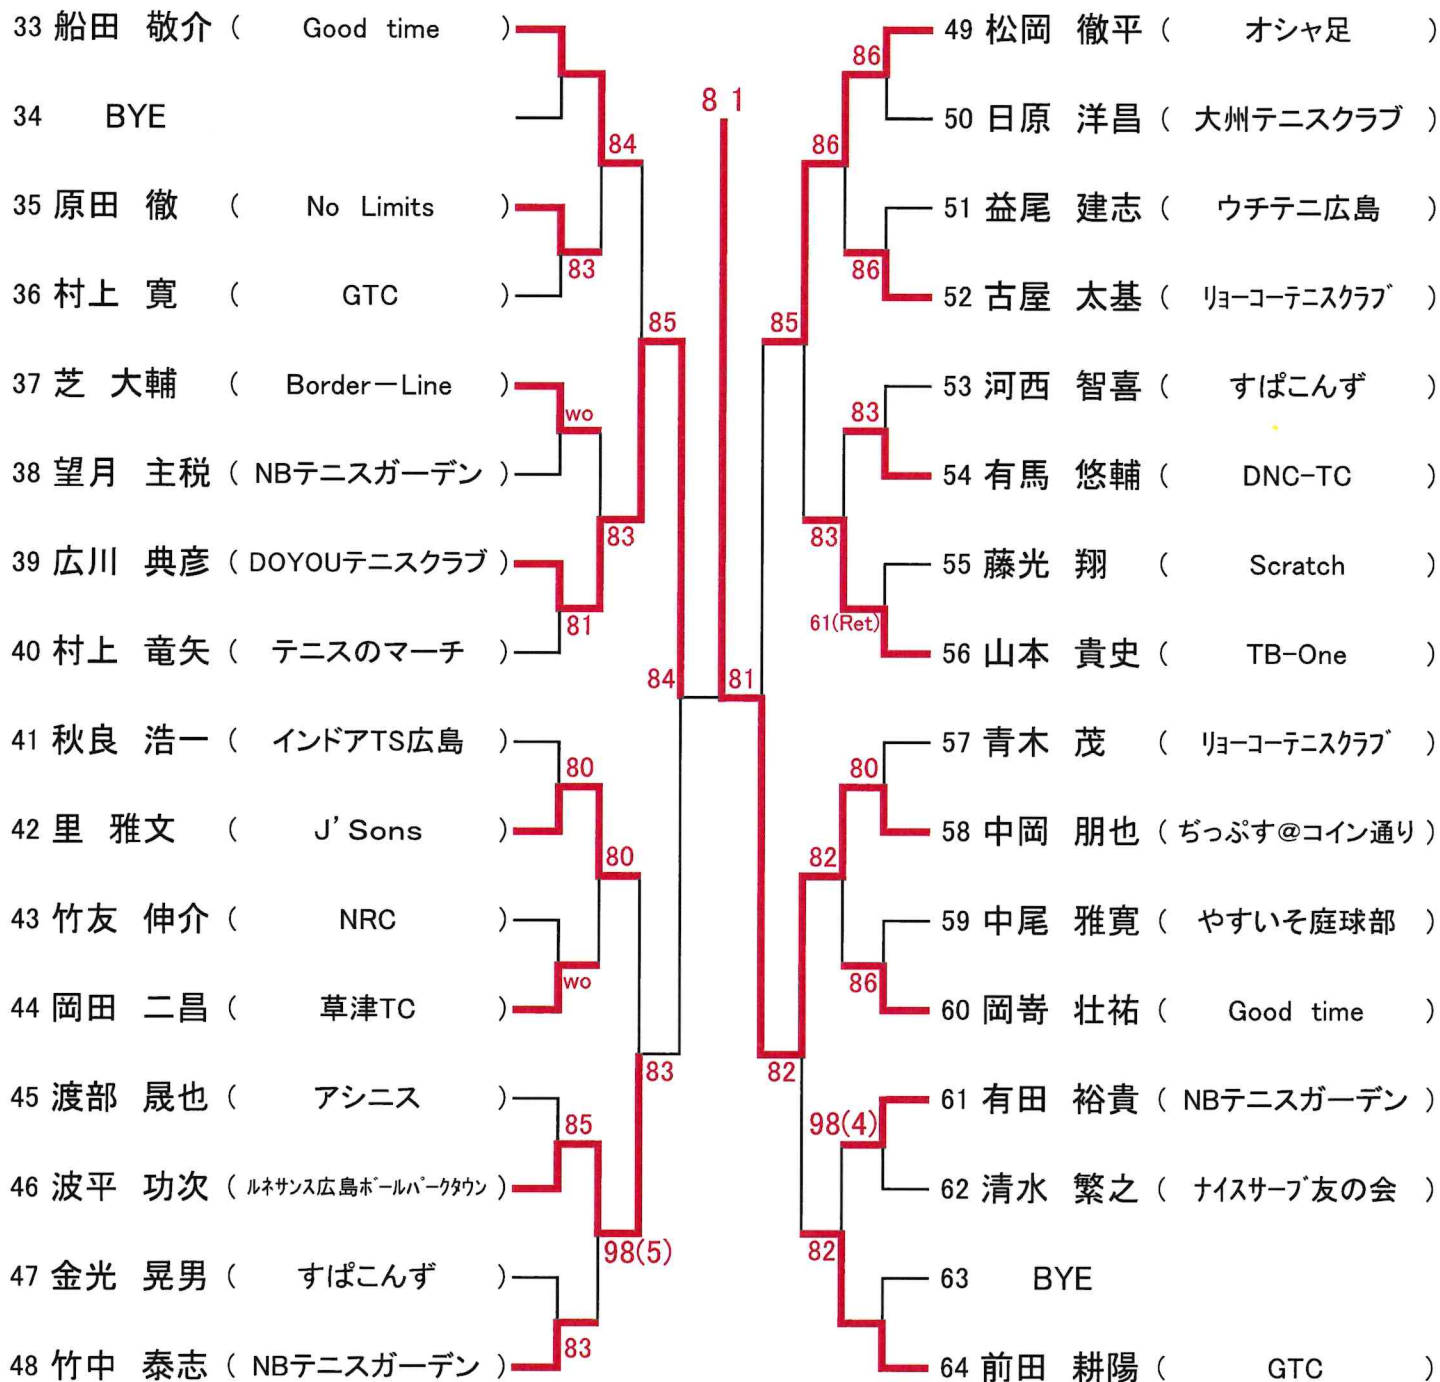 33 船田 敬介 ( Good time )
34 BYE
84
35 原田 徹 ( No Limits )
83
36 村上 寛 ( GTC )
85
37 芝 大輔 ( Border－Line )
wo
38 望月 主税 ( NBテニスガーデン )
83
39 広川 典彦 ( DOYOUテニスクラブ )
81
40 村上 竜矢 ( テニスのマーチ )
84
41 秋良 浩一 ( インドアTS広島 )
80
42 里 雅文 ( J' Sons )
80
43 竹友 伸介 ( NRC )
wo
44 岡田 二昌 ( 草津TC )
83
45 渡部 晟也 ( アシニス )
85
46 波平 功次 ( ﾙﾈｻﾝｽ広島ﾎﾞｰﾙﾊﾟｰｸﾀｳﾝ )
98(5)
47 金光 晃男 ( すぱこんず )
83
48 竹中 泰志 ( NBテニスガーデン )
8 1
81
49 松岡 徹平 ( オシャ足 )
86
50 日原 洋昌 ( 大州テニスクラブ )
86
51 益尾 建志 ( ウチテニ広島 )
86
52 古屋 太基 ( ﾘｮｰｺｰﾃﾆｽｸﾗﾌﾞ )
85
53 河西 智喜 ( すぱこんず )
83
54 有馬 悠輔 ( DNC-TC )
83
55 藤光 翔 ( Scratch )
61(Ret)
56 山本 貴史 ( TB-One )
57 青木 茂 ( ﾘｮｰｺｰﾃﾆｽｸﾗﾌﾞ )
80
58 中岡 朋也 ( ぢっぷす@コイン通り )
82
59 中尾 雅寛 ( やすいそ庭球部 )
86
60 岡嵜 壮祐 ( Good time )
82
61 有田 裕貴 ( NBテニスガーデン )
98(4)
62 清水 繁之 ( ﾅｲｽｻｰﾌﾞ友の会 )
82
63 BYE
64 前田 耕陽 ( GTC )